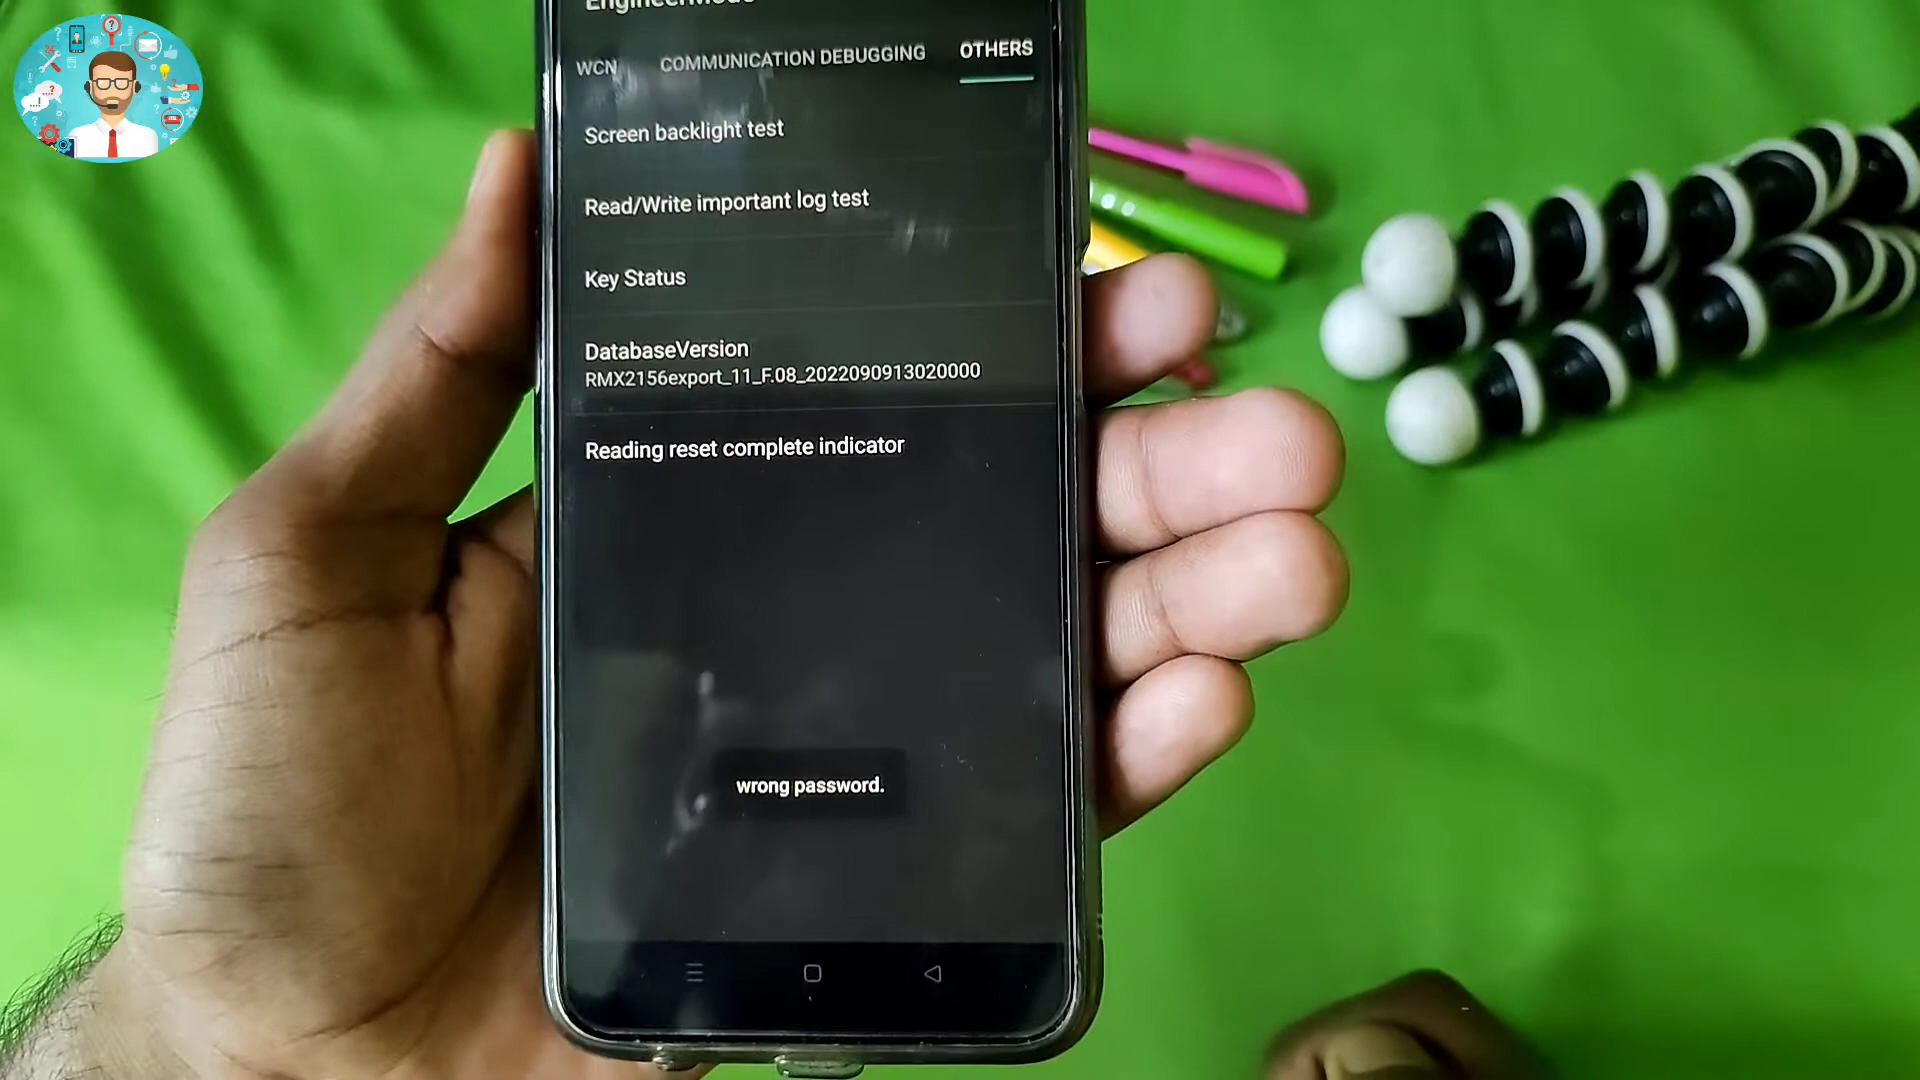 EngineerMode
WCN COMMUNICATION DEBUGGING OTHERS
Screen backlight test
Read/Write important log test
Key Status
DatabaseVersion
RMX2156export_11_F.08_2022090913020000
Reading reset complete indicator
wrong password.